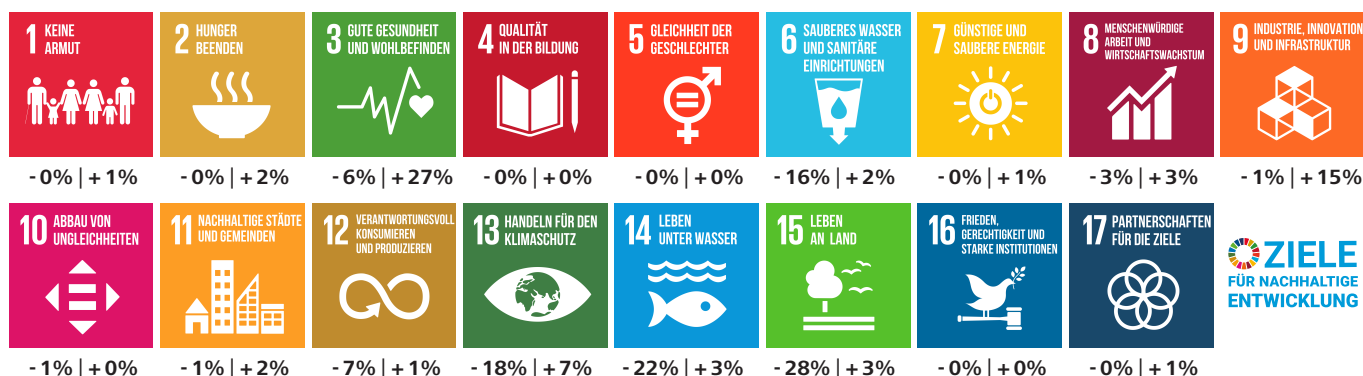 1 KEINE
ARMUT
2 HUNGER
BEENDEN
3 GUTE GESUNDHEIT
UND WOHLBEFINDEN
4 QUALITÄT
IN DER BILDUNG
5 GLEICHHEIT DER
GESCHLECHTER
6 SAUBERES WASSER
UND SANITÄRE
EINRICHTUNGEN
7 GÜNSTIGE UND
SAUBERE ENERGIE
8 MENSCHENWÜRDIGE
ARBEIT UND
WIRTSCHAFTSWACHSTUM
9 INDUSTRIE, INNOVATION
UND INFRASTRUKTUR
-0% | +1%
-0% | +2%
-6% | +27%
-0% | +0%
-0% | +0%
-16% | +2%
-0% | +1%
-3% | +3%
-1% | +15%
10 ABBAU VON
UNGLEICHHEITEN
11 NACHHALTIGE STÄDTE
UND GEMEINDEN
12 VERANTWORTUNGSVOLL
KONSUMIEREN
UND PRODUZIEREN
13 HANDELN FÜR DEN
KLIMASCHUTZ
14 LEBEN
UNTER WASSER
15 LEBEN
AN LAND
16 FRIEDEN,
GERECHTIGKEIT UND
STARKE INSTITUTIONEN
17 PARTNERSCHAFTEN
FÜR DIE ZIELE
ZIELE
FÜR NACHHALTIGE
ENTWICKLUNG
-1% | +0%
-1% | +2%
-7% | +1%
-18% | +7%
-22% | +3%
-28% | +3%
-0% | +0%
-0% | +1%